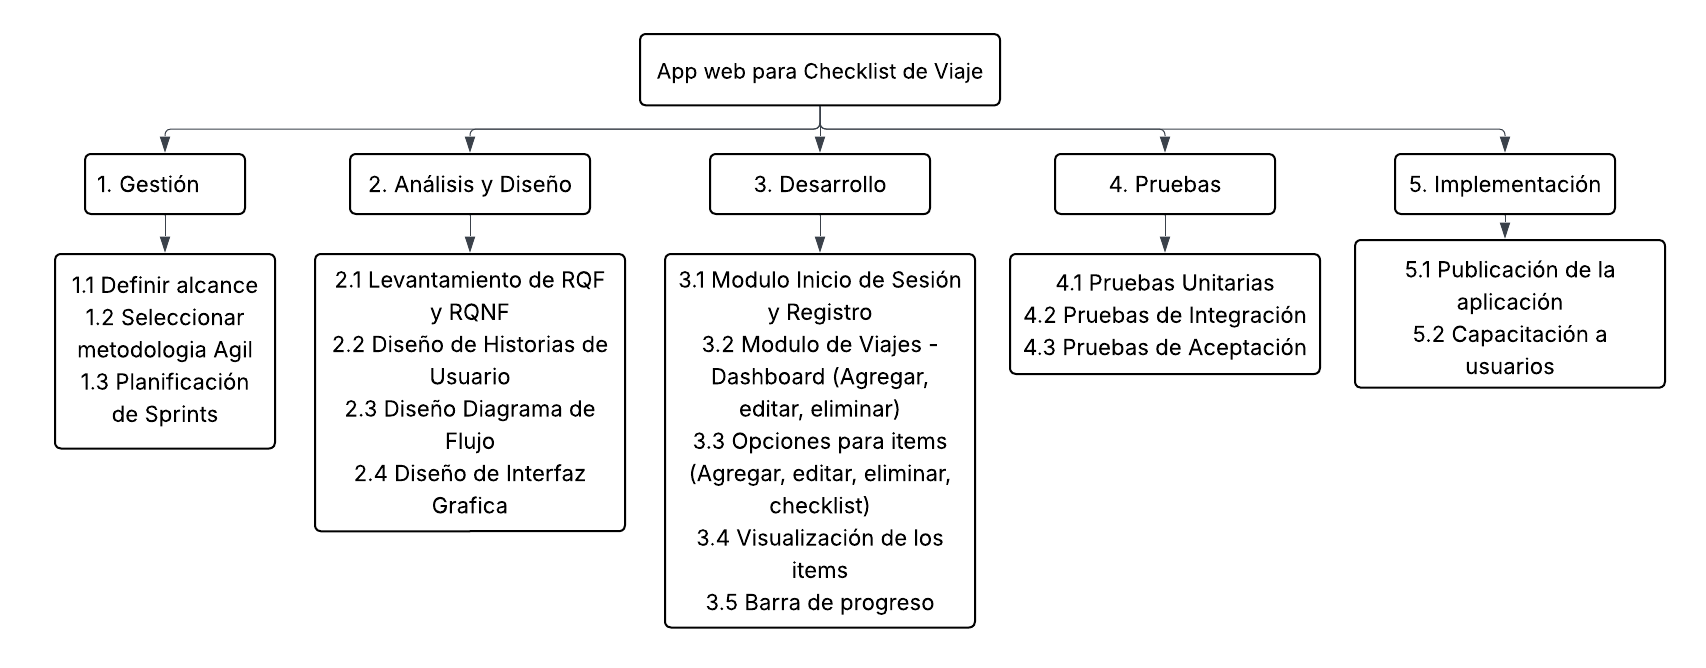 App web para Checklist de Viaje
1. Gestión
2. Análisis y Diseño
3. Desarrollo
4. Pruebas
5. Implementación
1.1 Definir alcance
1.2 Seleccionar
metodologia Agil
1.3 Planificación
de Sprints
2.1 Levantamiento de RQF
y RQNF
2.2 Diseño de Historias de
Usuario
2.3 Diseño Diagrama de
Flujo
2.4 Diseño de Interfaz
Grafica
3.1 Modulo Inicio de Sesión
y Registro
3.2 Modulo de Viajes -
Dashboard (Agregar,
editar, eliminar)
3.3 Opciones para items
(Agregar, editar, eliminar,
checklist)
3.4 Visualización de los
items
3.5 Barra de progreso
4.1 Pruebas Unitarias
4.2 Pruebas de Integración
4.3 Pruebas de Aceptación
5.1 Publicación de la
aplicación
5.2 Capacitación a
usuarios